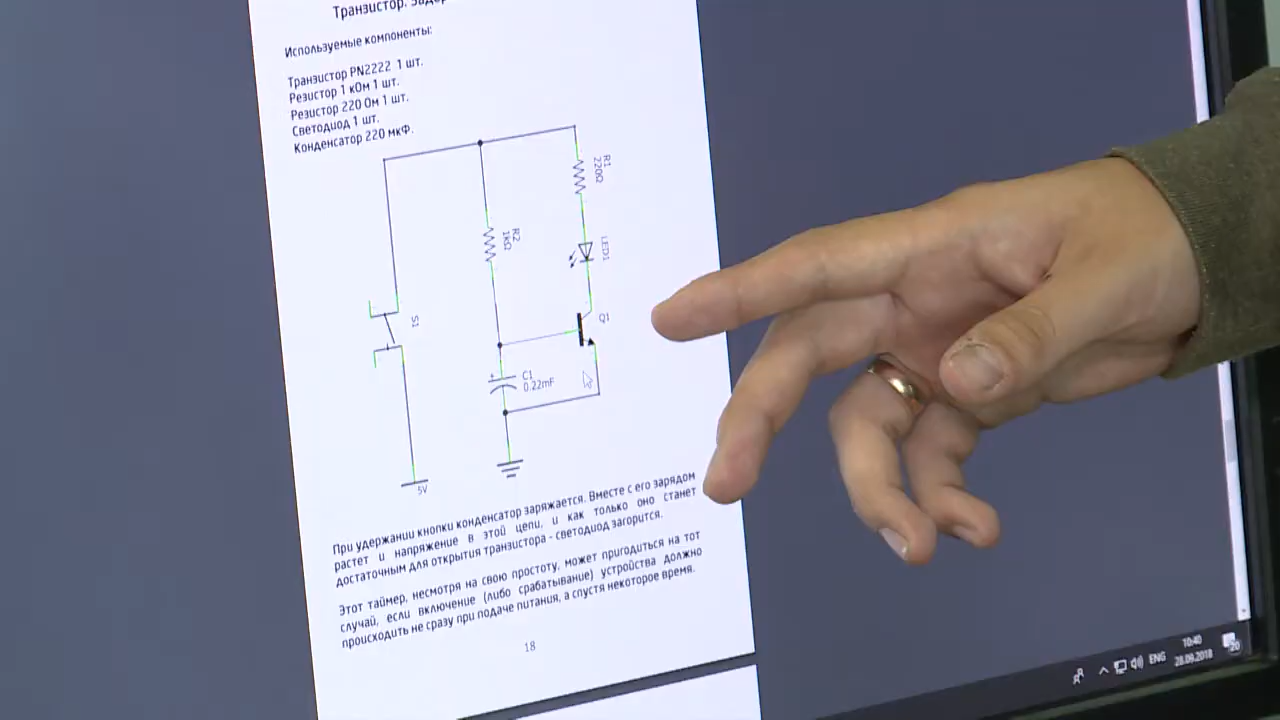 Транзистор.
Используемые компоненты:
Транзистор PN2222 1 шт.
Резистор 1 кОм 1 шт.
Резистор 220 Ом 1 шт.
Светодиод 1 шт.
Конденсатор 220 мкФ.
R1
220Ω
R2
1kΩ
LED1
S1
Q1
C1
0.22mF
5V
При удержании кнопки конденсатор заряжается. Вместе с его зарядом
растет и напряжение в этой цепи, и как только оно станет
достаточным для открытия транзистора - светодиод загорится.
Этот таймер, несмотря на свою простоту, может пригодиться на тот
случай, если включение (либо срабатывание) устройства должно
происходить не сразу при подаче питания, а спустя некоторое время.
18
10:40
ENG
28.09.2018
20